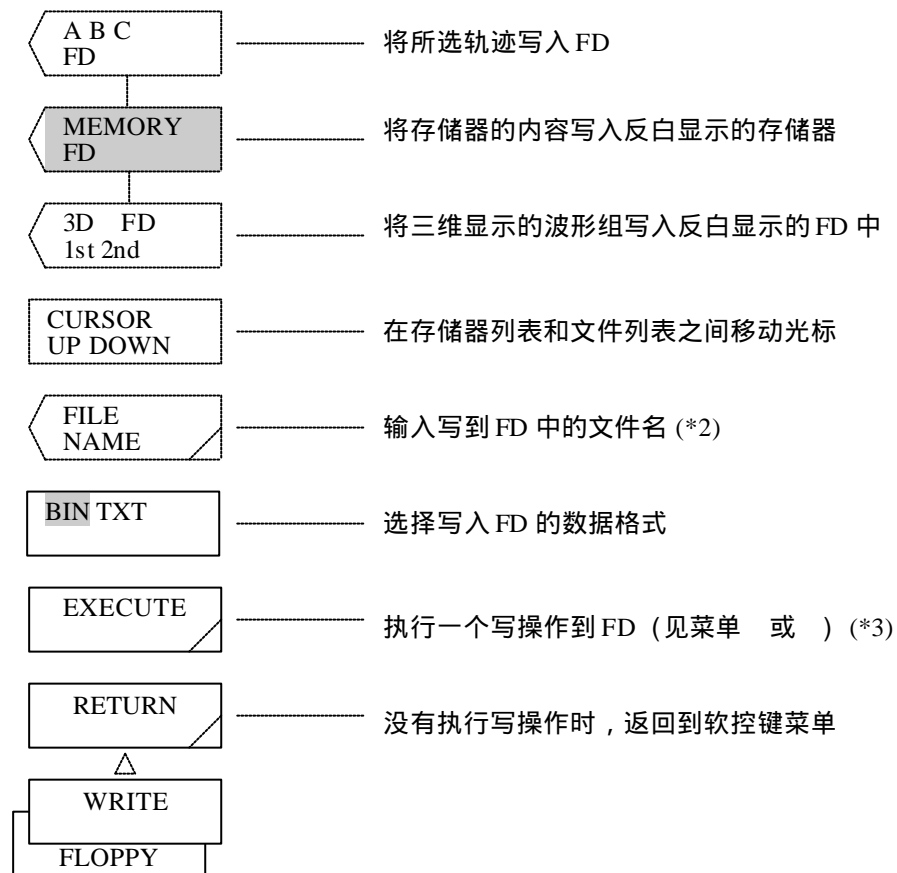 A B C
FD
将所选轨迹写入 FD
MEMORY
FD
将存储器的内容写入反白显示的存储器
3D FD
1st 2nd
将三维显示的波形组写入反白显示的 FD 中
CURSOR
UP DOWN
在存储器列表和文件列表之间移动光标
FILE
NAME
输入写到 FD 中的文件名 (*2)
BIN TXT
选择写入 FD 的数据格式
EXECUTE
执行一个写操作到 FD（见菜单 或 ）(*3)
RETURN
没有执行写操作时，返回到软控键菜单
WRITE
FLOPPY